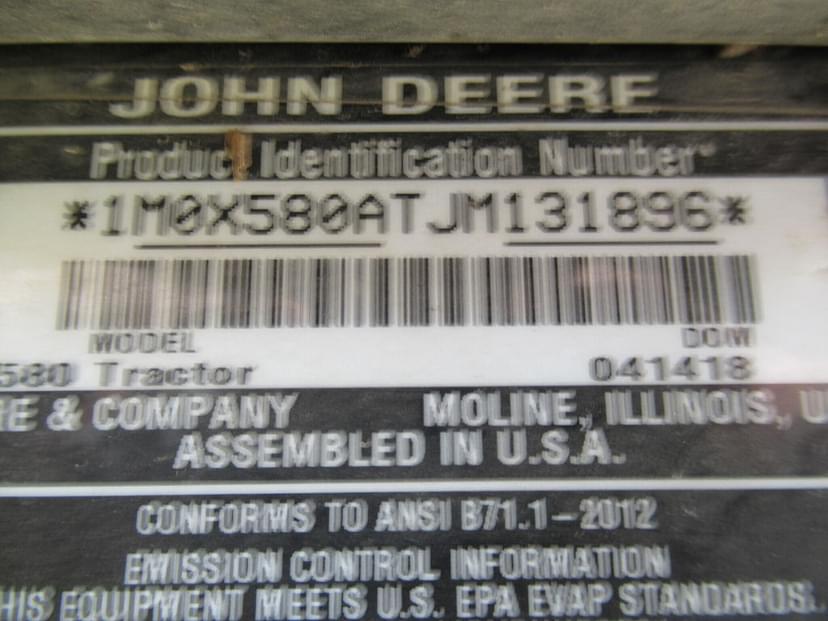 JOHN DEERE
Product Identification Number
*1M0X580ATJM131896*
MODEL DOM
580 Tractor 041418
RE & COMPANY MOLINE, ILLINOIS, U
ASSEMBLED IN U.S.A.
CONFORMS TO ANSI B71.1-2012
EMISSION CONTROL INFORMATION
HIS EQUIPMENT MEETS U.S. EPA EVAP STANDARDS.